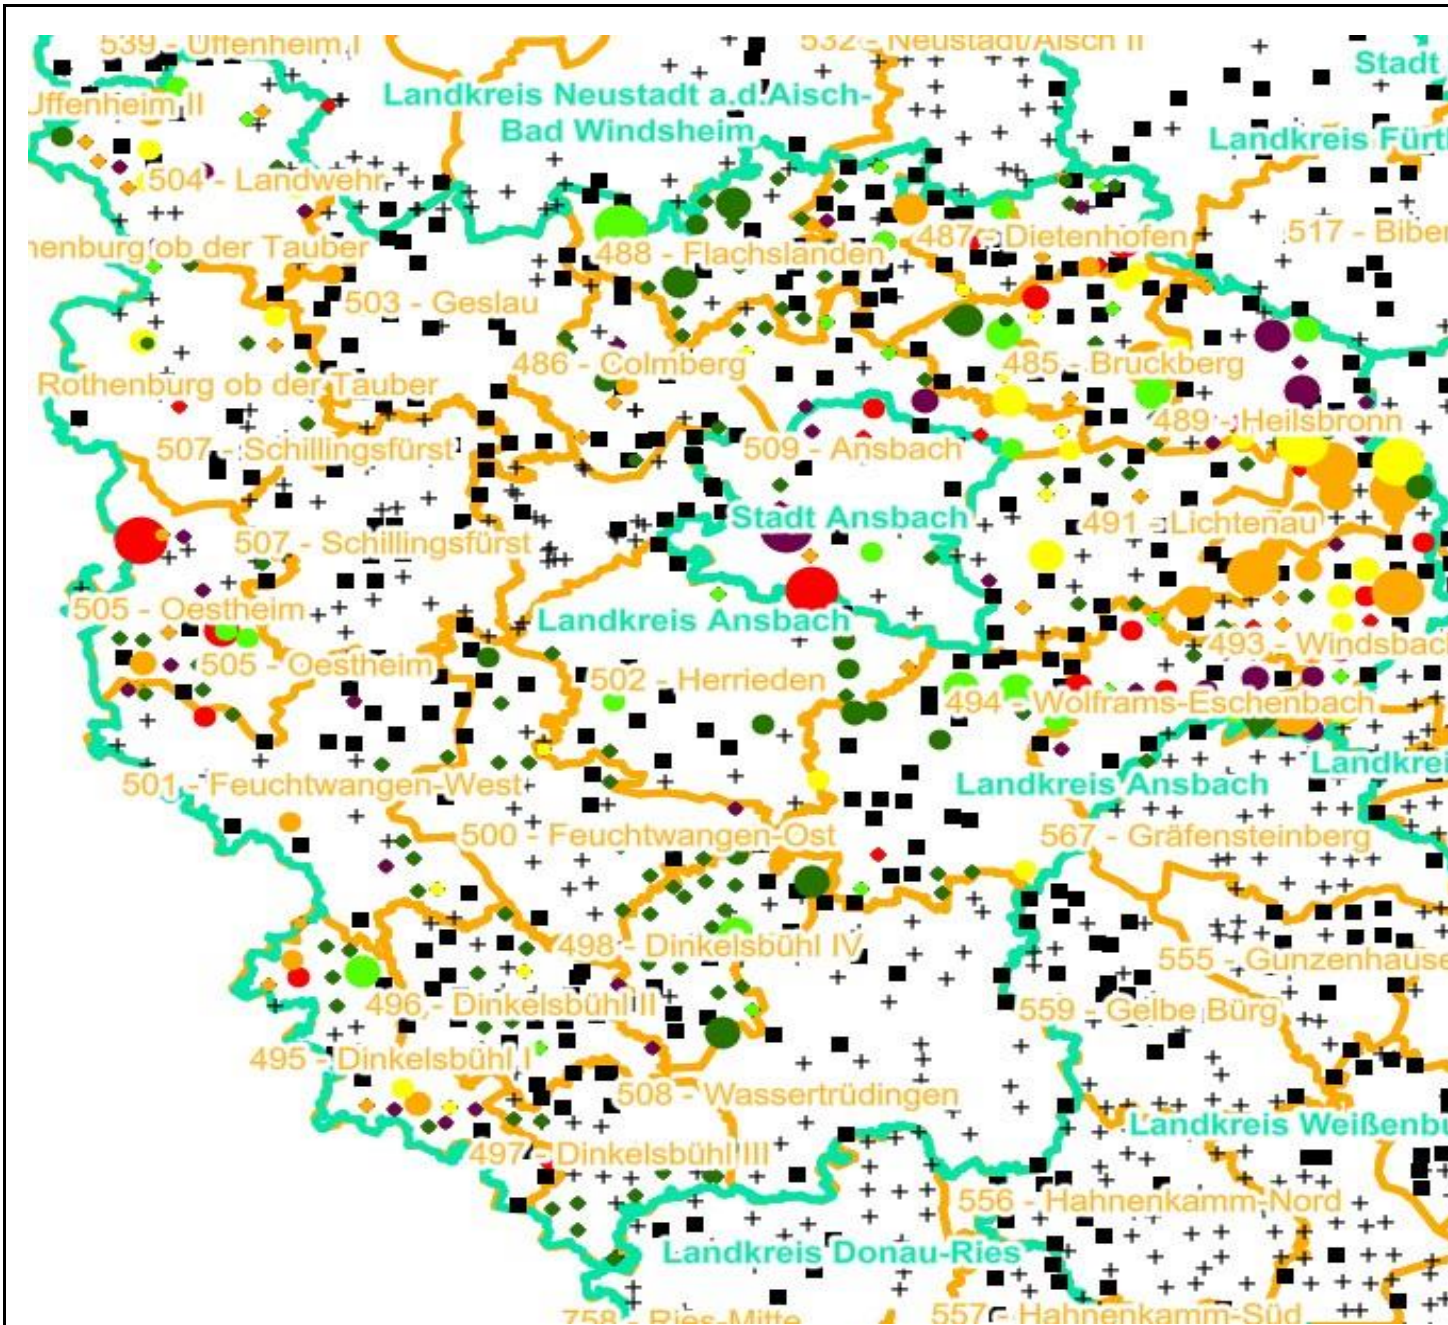 539 - Uffenheim I
532 - Neustadt/Aisch II
Stadt
Landkreis Neustadt a.d.Aisch-
Bad Windsheim
Uffenheim II
Landkreis Fürt
504 - Landwehr
henburg ob der Tauber
488 - Flachslanden
487 - Dietenhofen
517 - Biber
503 - Geslau
486 - Colmberg
485 - Bruckberg
Rothenburg ob der Tauber
489 - Heilsbronn
507 - Schillingsfürst
509 - Ansbach
Stadt Ansbach
491 - Lichtenau
507 - Schillingsfürst
505 - Oestheim
Landkreis Ansbach
493 - Windsbac
505 - Oestheim
502 - Herrieden
494 - Wolframs-Eschenbach
Landkrei
501 - Feuchtwangen-West
Landkreis Ansbach
500 - Feuchtwangen-Ost
567 - Gräfensteinberg
498 - Dinkelsbühl IV
555 - Gunzenhause
496 - Dinkelsbühl II
559 - Gelbe Bürg
495 - Dinkelsbühl I
508 - Wassertrüdingen
Landkreis Weißenbu
497 - Dinkelsbühl III
556 - Hahnenkamm-Nord
Landkreis Donau-Ries
758 - Ries-Mitte
557 - Hahnenkamm-Süd